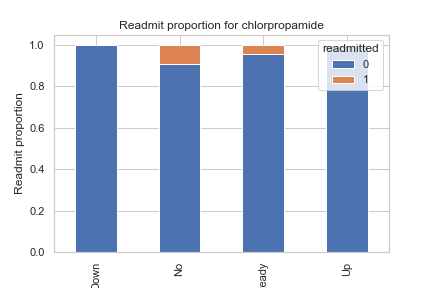 Readmit proportion for chlorpropamide
readmitted
0
1
Readmit proportion
1.0
0.8
0.6
0.4
0.2
0.0
Down
No
eady
Up